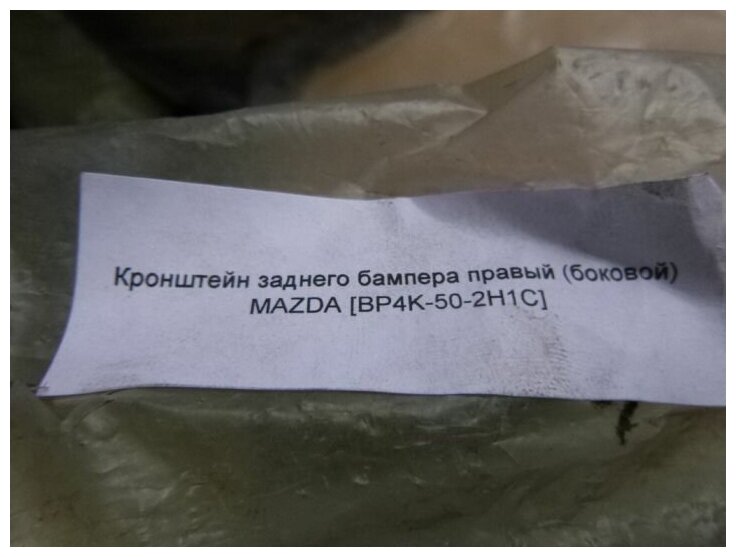 Кронштейн заднего бампера правый (боковой)
MAZDA [BP4K-50-2H1C]